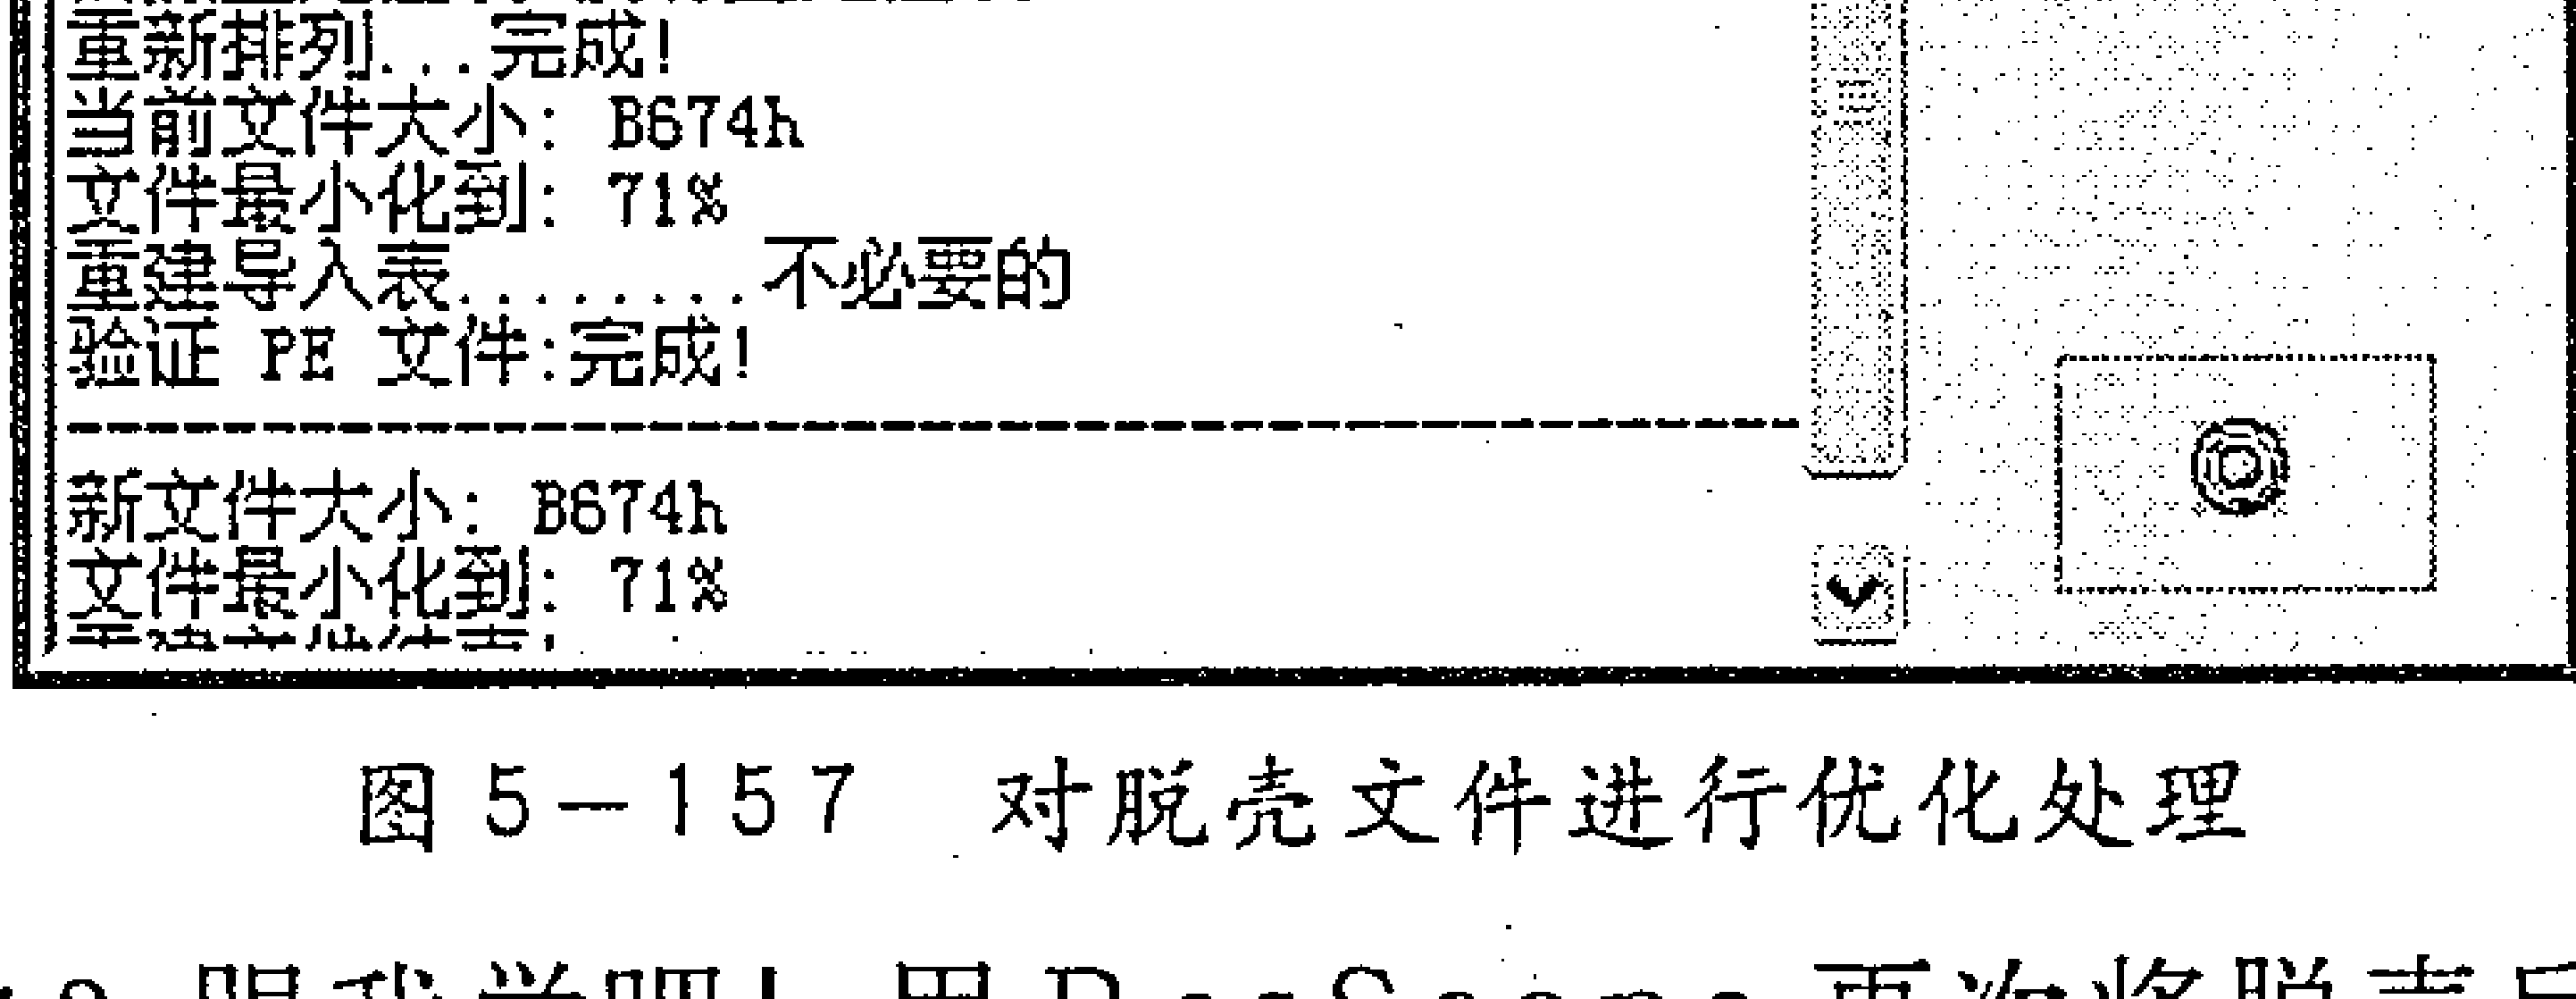 重新排列...完成!
当前文件大小: B674h
文件最小化到: 71%
重建导入表........不必要的
验证 PE 文件:完成!
---------------------------------------------
新文件大小: B674h
文件最小化到: 71%
图5-157 对脱壳文件进行优化处理